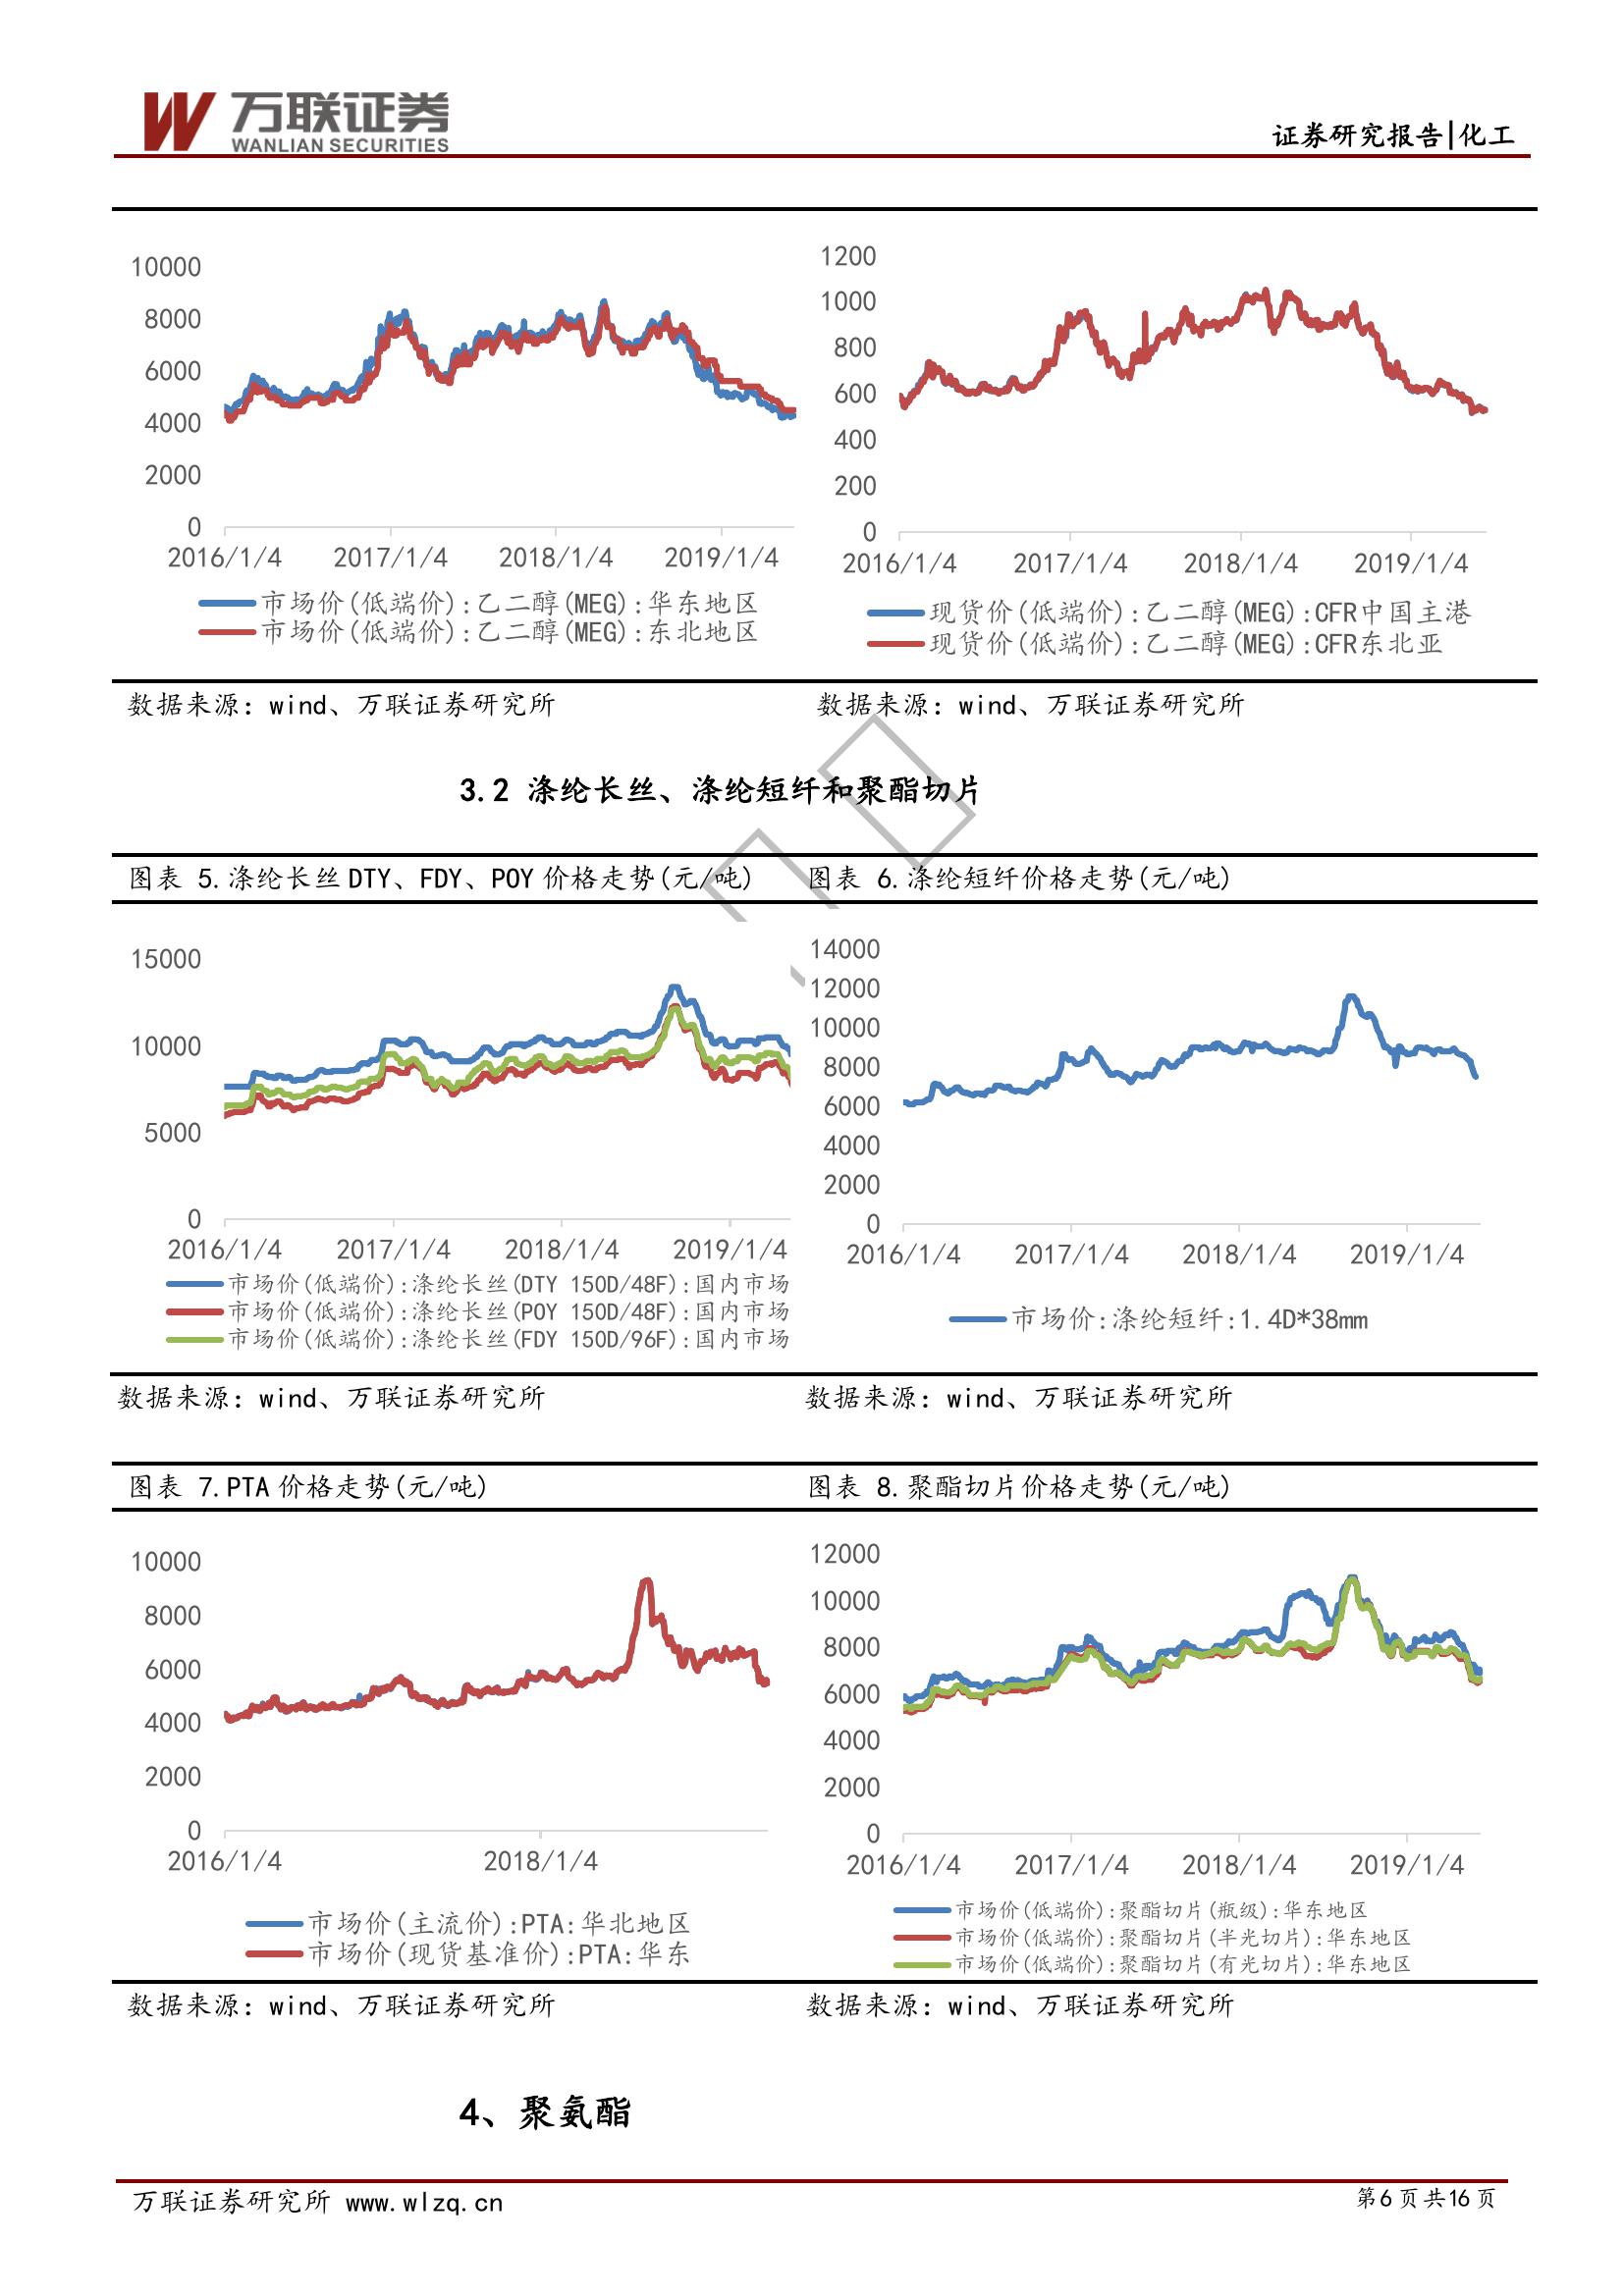 万联证券
WANLIAN SECURITIES
证券研究报告|化工
10000
8000
6000
4000
2000
0
2016/1/4 2017/1/4 2018/1/4 2019/1/4
市场价(低端价):乙二醇(MEG):华东地区
市场价(低端价):乙二醇(MEG):东北地区
1200
1000
800
600
400
200
0
2016/1/4 2017/1/4 2018/1/4 2019/1/4
现货价(低端价):乙二醇(MEG):CFR中国主港
现货价(低端价):乙二醇(MEG):CFR东北亚
数据来源：wind、万联证券研究所
数据来源：wind、万联证券研究所
3.2 涤纶长丝、涤纶短纤和聚酯切片
图表 5.涤纶长丝 DTY、FDY、POY 价格走势(元/吨)
图表 6.涤纶短纤价格走势(元/吨)
15000
10000
5000
0
2016/1/4 2017/1/4 2018/1/4 2019/1/4
市场价(低端价):涤纶长丝(DTY 150D/48F):国内市场
市场价(低端价):涤纶长丝(POY 150D/48F):国内市场
市场价(低端价):涤纶长丝(FDY 150D/96F):国内市场
14000
12000
10000
8000
6000
4000
2000
0
2016/1/4 2017/1/4 2018/1/4 2019/1/4
市场价:涤纶短纤:1.4D*38mm
数据来源：wind、万联证券研究所
数据来源：wind、万联证券研究所
图表 7.PTA 价格走势(元/吨)
图表 8.聚酯切片价格走势(元/吨)
10000
8000
6000
4000
2000
0
2016/1/4 2018/1/4
市场价(主流价):PTA:华北地区
市场价(现货基准价):PTA:华东
12000
10000
8000
6000
4000
2000
0
2016/1/4 2017/1/4 2018/1/4 2019/1/4
市场价(低端价):聚酯切片(瓶级):华东地区
市场价(低端价):聚酯切片(半光切片):华东地区
市场价(低端价):聚酯切片(有光切片):华东地区
数据来源：wind、万联证券研究所
数据来源：wind、万联证券研究所
4、聚氨酯
万联证券研究所 www.wlzq.cn
第6页共16页